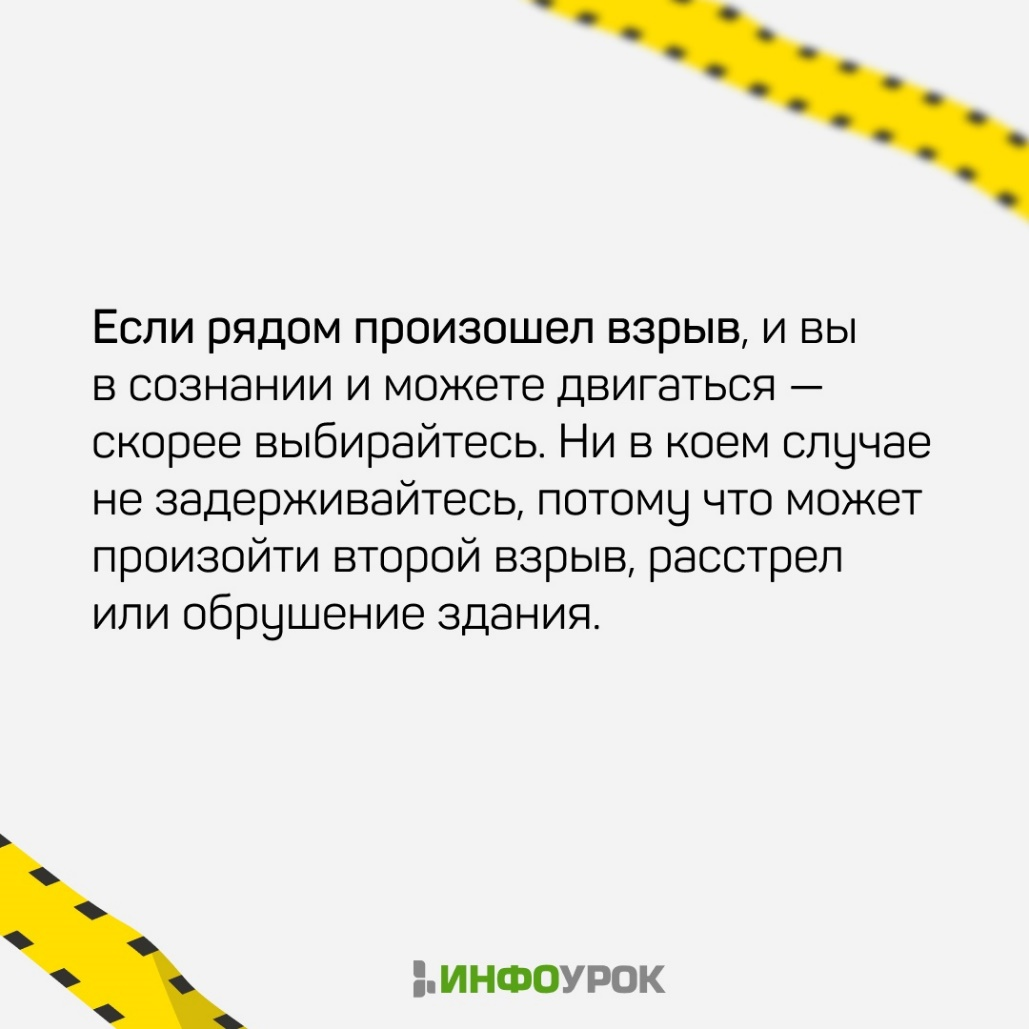 Если рядом произошел взрыв, и вы
в сознании и можете двигаться —
скорее выбирайтесь. Ни в коем случае
не задерживайтесь, потому что может
произойти второй взрыв, расстрел
или обрушение здания.
ИНФОУРОК